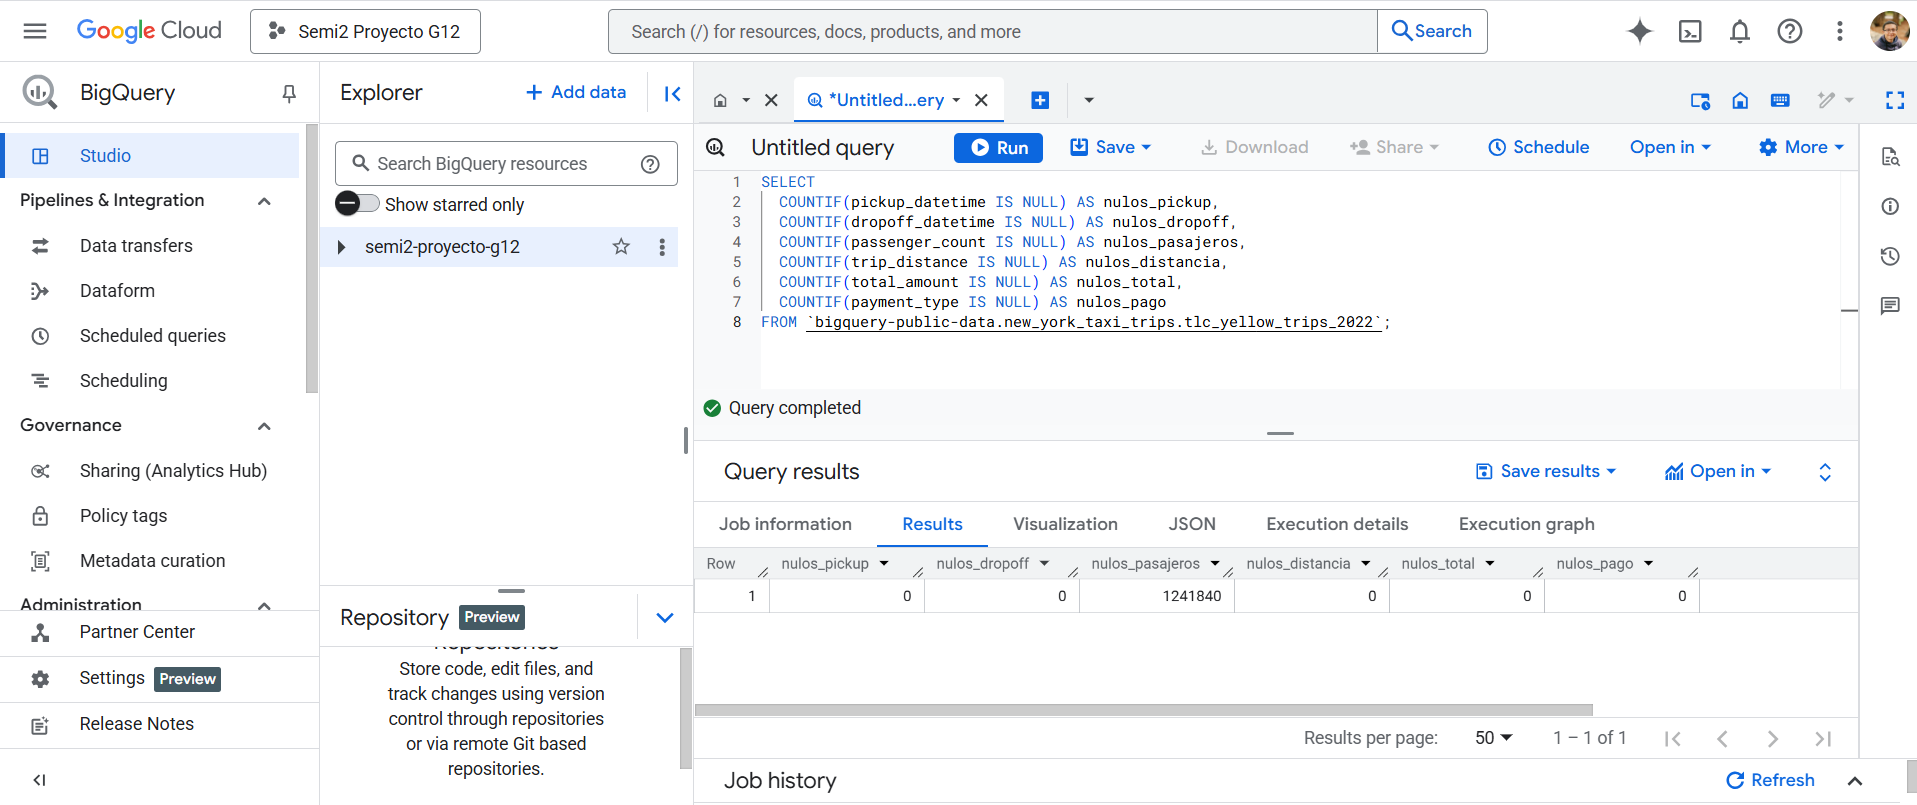 Google Cloud
Semi2 Proyecto G12
Search (/) for resources, docs, products, and more
Search
BigQuery
Studio
Pipelines & Integration
Data transfers
Dataform
Scheduled queries
Scheduling
Governance
Sharing (Analytics Hub)
Policy tags
Metadata curation
Administration
Partner Center
Settings Preview
Release Notes
Explorer
+ Add data
Search BigQuery resources
Show starred only
semi2-proyecto-g12
Repository Preview
Repositories
Store code, edit files, and
track changes using version
control through repositories
or via remote Git based
repositories.
*Untitled...ery
Untitled query
Run
Save
Download
Share
Schedule
Open in
More
1 SELECT
2 COUNTIF(pickup_datetime IS NULL) AS nulos_pickup,
3 COUNTIF(dropoff_datetime IS NULL) AS nulos_dropoff,
4 COUNTIF(passenger_count IS NULL) AS nulos_pasajeros,
5 COUNTIF(trip_distance IS NULL) AS nulos_distancia,
6 COUNTIF(total_amount IS NULL) AS nulos_total,
7 COUNTIF(payment_type IS NULL) AS nulos_pago
8 FROM `bigquery-public-data.new_york_taxi_trips.tlc_yellow_trips_2022`;
Query completed
Query results
Save results
Open in
Job information Results Visualization JSON Execution details Execution graph
Row nulos_pickup nulos_dropoff nulos_pasajeros nulos_distancia nulos_total nulos_pago
1 0 0 1241840 0 0 0
Results per page: 50 1 – 1 of 1
Job history
Refresh